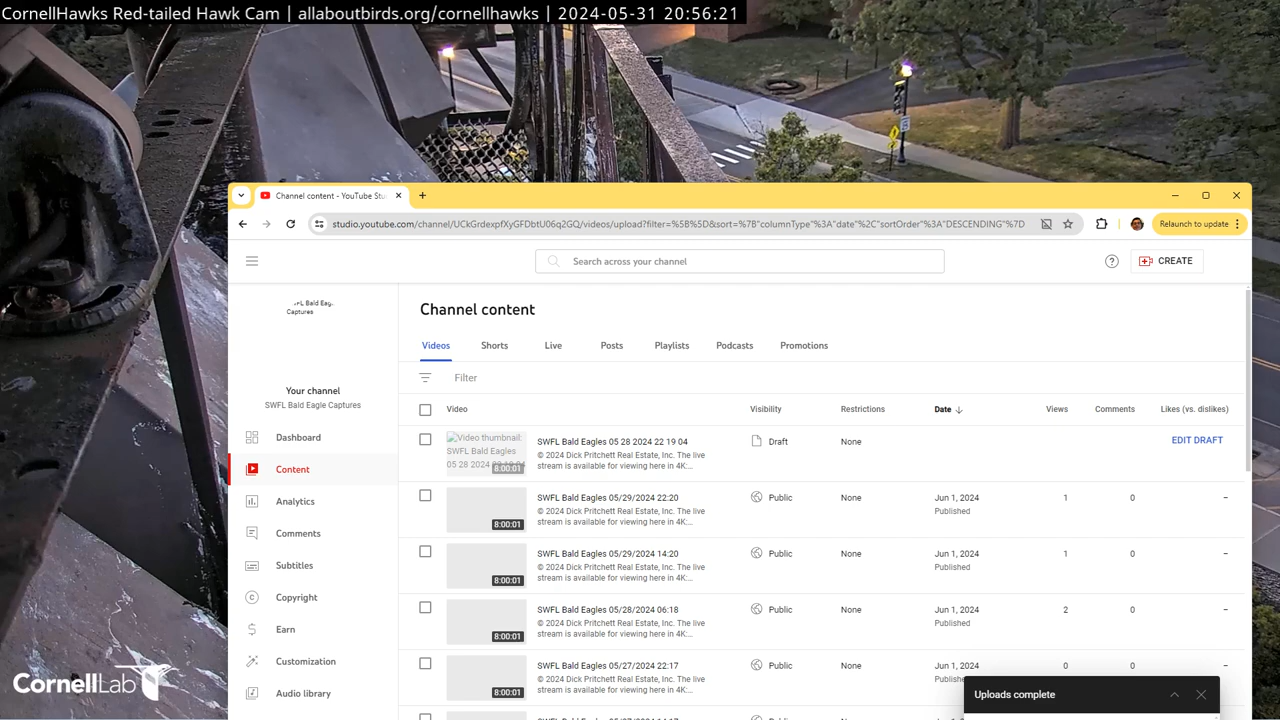 CornellHawks Red-tailed Hawk Cam | allaboutbirds.org/cornellhawks | 2024-05-31 20:56:21
Channel content - YouTube Stu
studio.youtube.com/channel/UCkGrdexpfXyGFDbtU06q2GQ/videos/upload?filter=%5B%5D&sort=%7B"columnType"%3A"date"%2C"sortOrder"%3A"DESCENDING"%7D
Relaunch to update
Search across your channel
CREATE
SWFL Bald Eag..
Captures
Your channel
SWFL Bald Eagle Captures
Dashboard
Content
Analytics
Comments
Subtitles
Copyright
Earn
Customization
Audio library
Channel content
Videos Shorts Live Posts Playlists Podcasts Promotions
Filter
Video Visibility Restrictions Date Views Comments Likes (vs. dislikes)
Video thumbnail:
SWFL Bald Eagles
05 28 2024
8:00:01
SWFL Bald Eagles 05 28 2024 22 19 04 Draft None EDIT DRAFT
© 2024 Dick Pritchett Real Estate, Inc. The live
stream is available for viewing here in 4K:...
8:00:01
SWFL Bald Eagles 05/29/2024 22:20 Public None Jun 1, 2024 1 0 –
© 2024 Dick Pritchett Real Estate, Inc. The live Published
stream is available for viewing here in 4K:...
8:00:01
SWFL Bald Eagles 05/29/2024 14:20 Public None Jun 1, 2024 1 0 –
© 2024 Dick Pritchett Real Estate, Inc. The live Published
stream is available for viewing here in 4K:...
8:00:01
SWFL Bald Eagles 05/28/2024 06:18 Public None Jun 1, 2024 2 0 –
© 2024 Dick Pritchett Real Estate, Inc. The live Published
stream is available for viewing here in 4K:...
8:00:01
SWFL Bald Eagles 05/27/2024 22:17 Public None Jun 1, 2024 0 0 –
© 2024 Dick Pritchett Real Estate, Inc. The live
stream is available for viewing here in 4K:...
Uploads complete
CornellLab